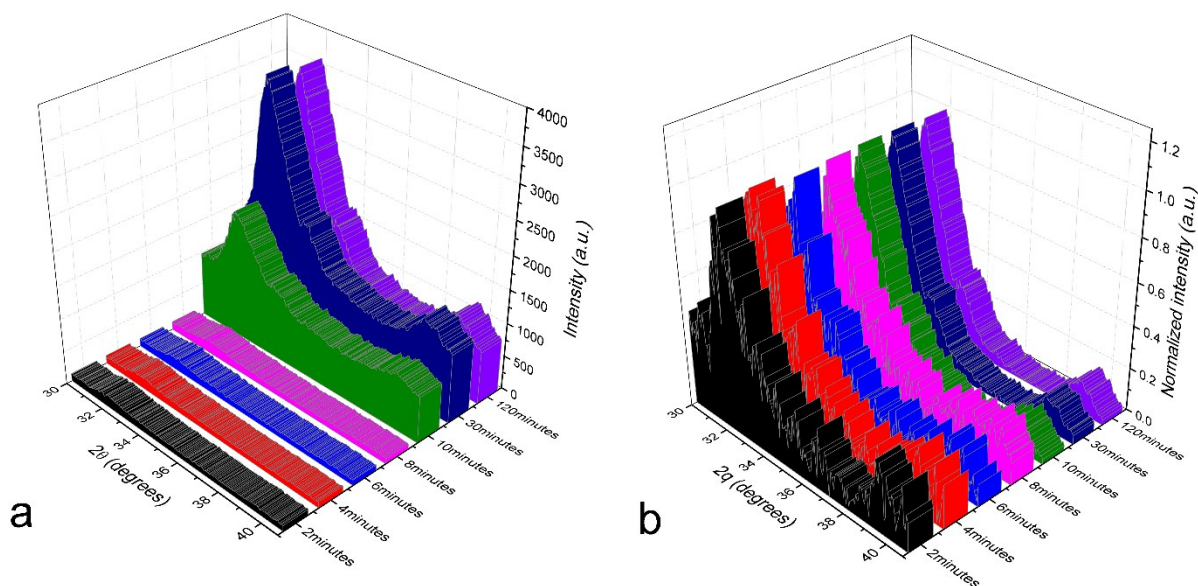 4000
3500
3000
2500
2000
1500
1000
500
0
Intensity (a.u.)
30
32
34
36
38
40
2θ (degrees)
2minutes
4minutes
6minutes
8minutes
10minutes
30minutes
120minutes
a
1.2
1.0
0.8
0.6
0.4
0.2
0.0
Normalized intensity (a.u.)
30
32
34
36
38
40
2q (degrees)
2minutes
4minutes
6minutes
8minutes
10minutes
30minutes
120minutes
b